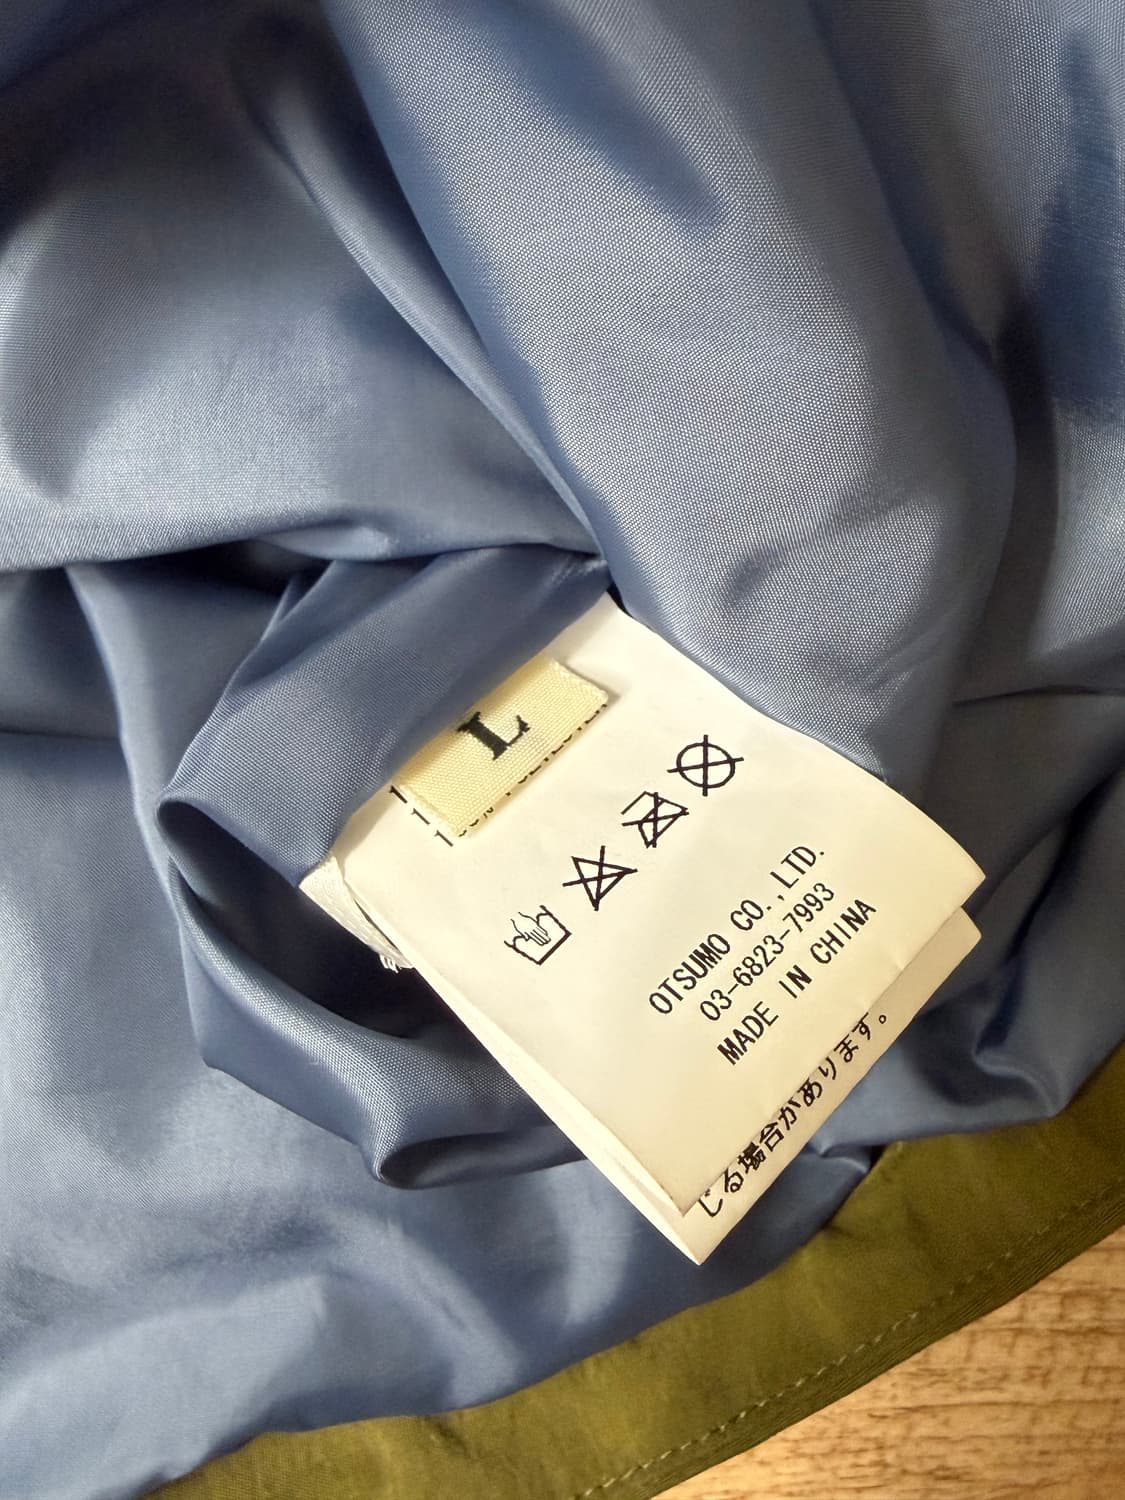 L
OTSUMO CO.,LTD.
03-6823-7993
MADE IN CHINA
じる場合があります。